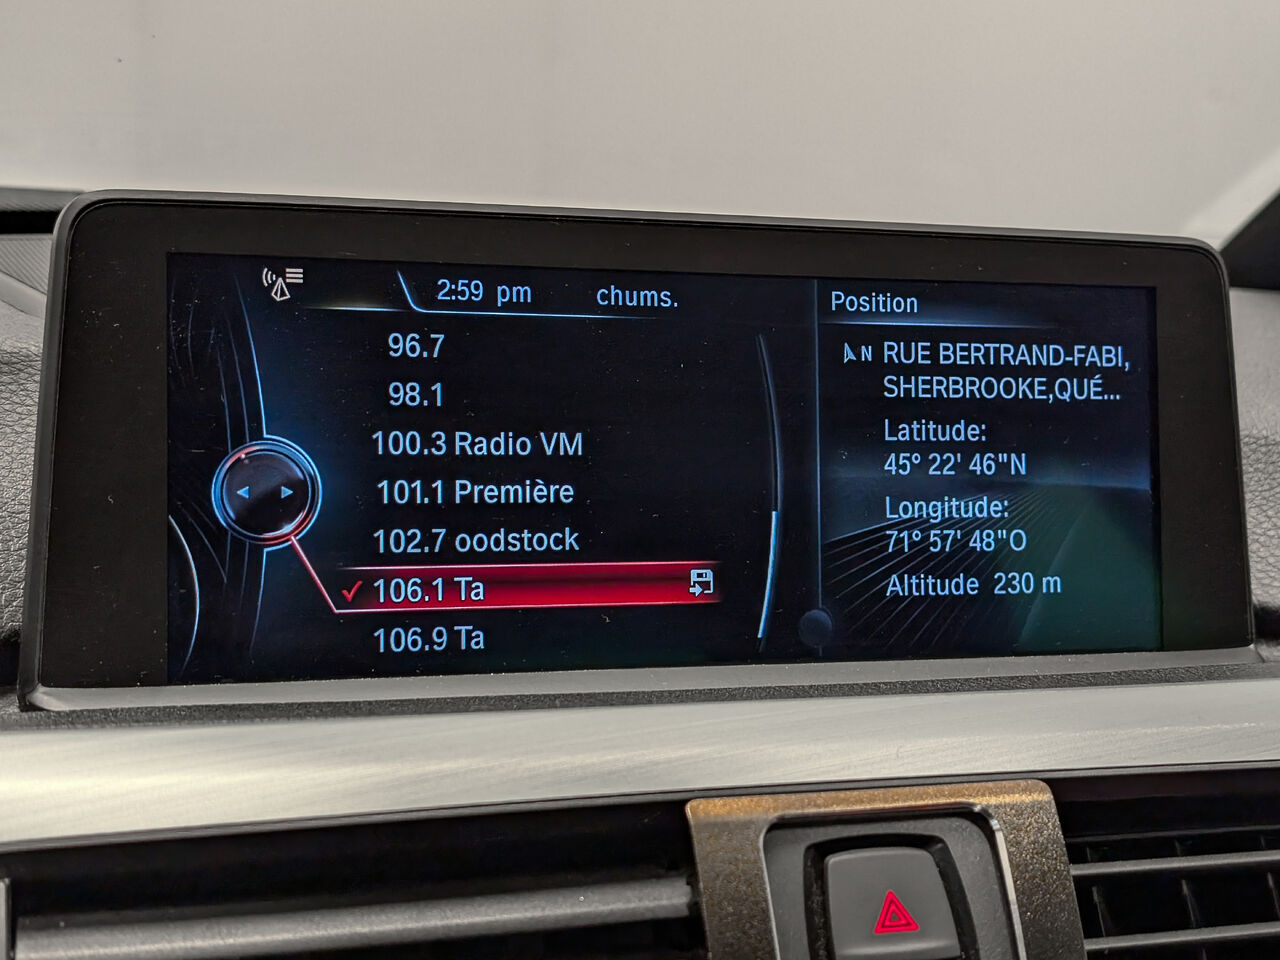 2:59 pm chums.
96.7
98.1
100.3 Radio VM
101.1 Première
102.7 oodstock
106.1 Ta
106.9 Ta
Position
N RUE BERTRAND-FABI,
SHERBROOKE,QUÉ...
Latitude:
45° 22' 46"N
Longitude:
71° 57' 48"O
Altitude 230 m